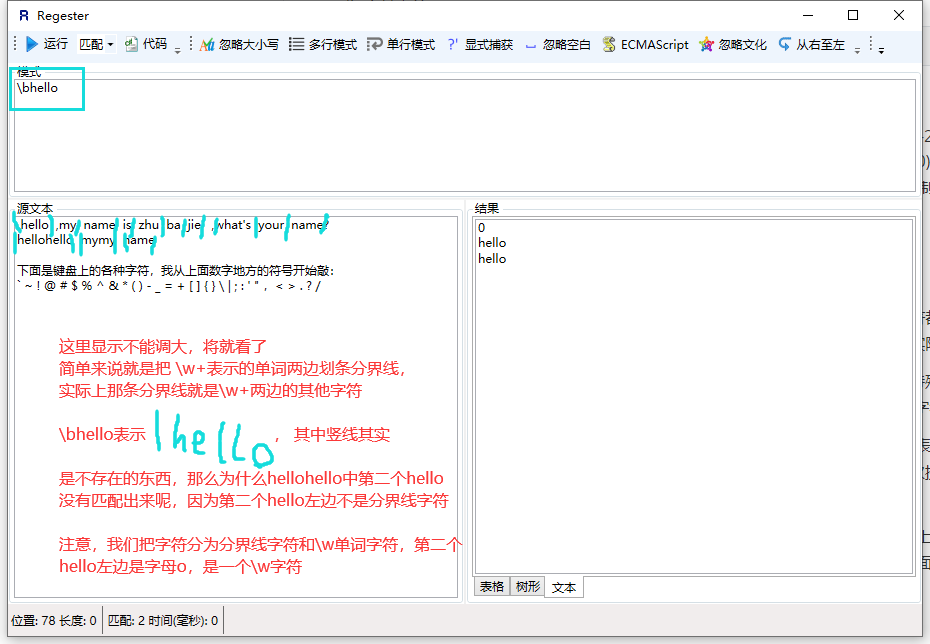 Regester
运行 匹配 代码 忽略大小写 多行模式 单行模式 ?' 显式捕获 忽略空白 ECMAScript 忽略文化 从右至左
模式
\bhello
源文本
hello ,my name is zhu ba jie ,what's your name?
hellohello mymy name
下面是键盘上的各种字符，我从上面数字地方的符号开始敲：
` ~ ! @ # $ % ^ & * ( ) - _ = + [ ] { } \ | ; : ' " , < > . ? /
这里显示不能调大，将就看了
简单来说就是把 \w+表示的单词两边划条分界线，
实际上那条分界线就是\w+两边的其他字符
\bhello表示 |hello ， 其中竖线其实
是不存在的东西，那么为什么hellohello中第二个hello
没有匹配出来呢，因为第二个hello左边不是分界线字符
注意，我们把字符分为分界线字符和\w单词字符，第二个
hello左边是字母o，是一个\w字符
结果
0
hello
hello
表格 树形 文本
位置: 78 长度: 0 匹配: 2 时间(毫秒): 0